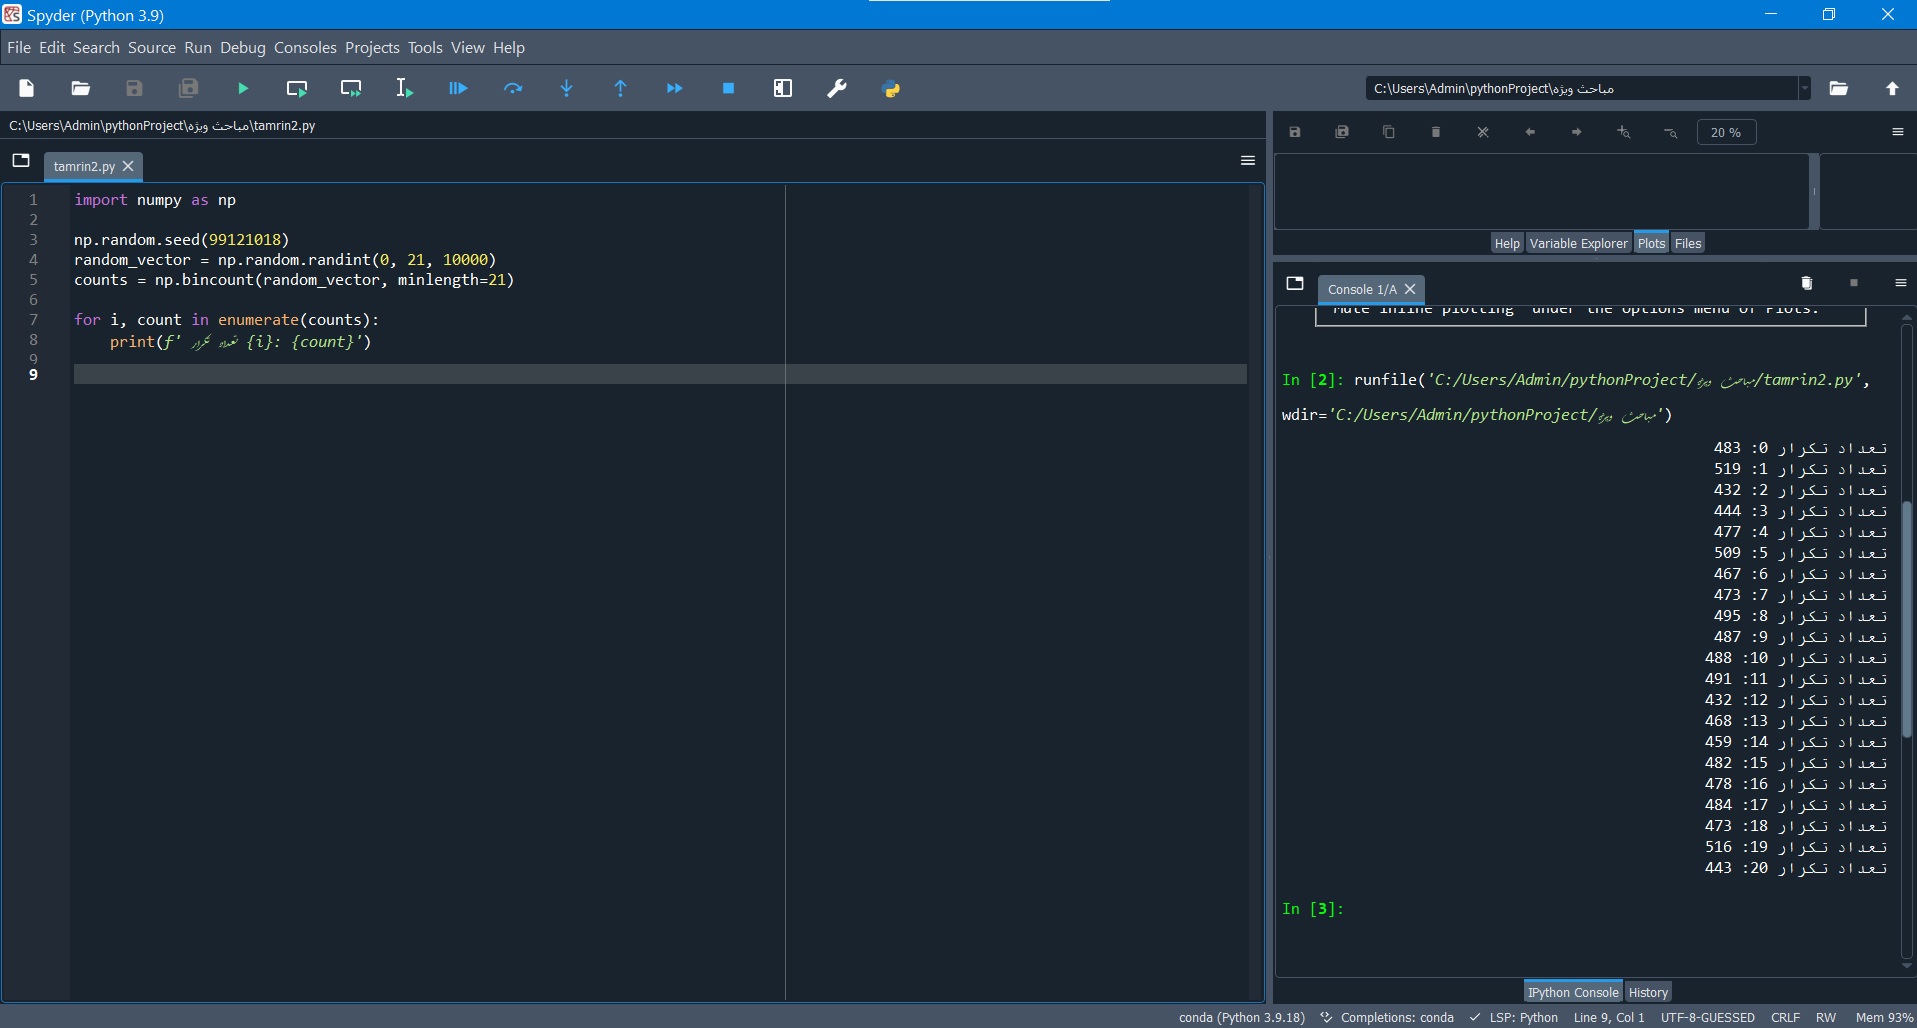 Spyder (Python 3.9)
File Edit Search Source Run Debug Consoles Projects Tools View Help
C:\Users\Admin\pythonProject\مباحث ویژه
C:\Users\Admin\pythonProject\مباحث ویژه\tamrin2.py
20 %
tamrin2.py
1 import numpy as np
2
3 np.random.seed(99121018)
4 random_vector = np.random.randint(0, 21, 10000)
5 counts = np.bincount(random_vector, minlength=21)
6
7 for i, count in enumerate(counts):
8     print(f' تعداد تکرار {i}: {count}')
9
9
Help Variable Explorer Plots Files
Console 1/A
Mute inline plotting" under the options menu of Plots.
In [2]: runfile('C:/Users/Admin/pythonProject/مباحث ویژه/tamrin2.py',
wdir='C:/Users/Admin/pythonProject/مباحث ویژه')
تعداد تکرار 0: 483
تعداد تکرار 1: 519
تعداد تکرار 2: 432
تعداد تکرار 3: 444
تعداد تکرار 4: 477
تعداد تکرار 5: 509
تعداد تکرار 6: 467
تعداد تکرار 7: 473
تعداد تکرار 8: 495
تعداد تکرار 9: 487
تعداد تکرار 10: 488
تعداد تکرار 11: 491
تعداد تکرار 12: 432
تعداد تکرار 13: 468
تعداد تکرار 14: 459
تعداد تکرار 15: 482
تعداد تکرار 16: 478
تعداد تکرار 17: 484
تعداد تکرار 18: 473
تعداد تکرار 19: 516
تعداد تکرار 20: 443
In [3]:
IPython Console History
conda (Python 3.9.18) Completions: conda LSP: Python Line 9, Col 1 UTF-8-GUESSED CRLF RW Mem 93%